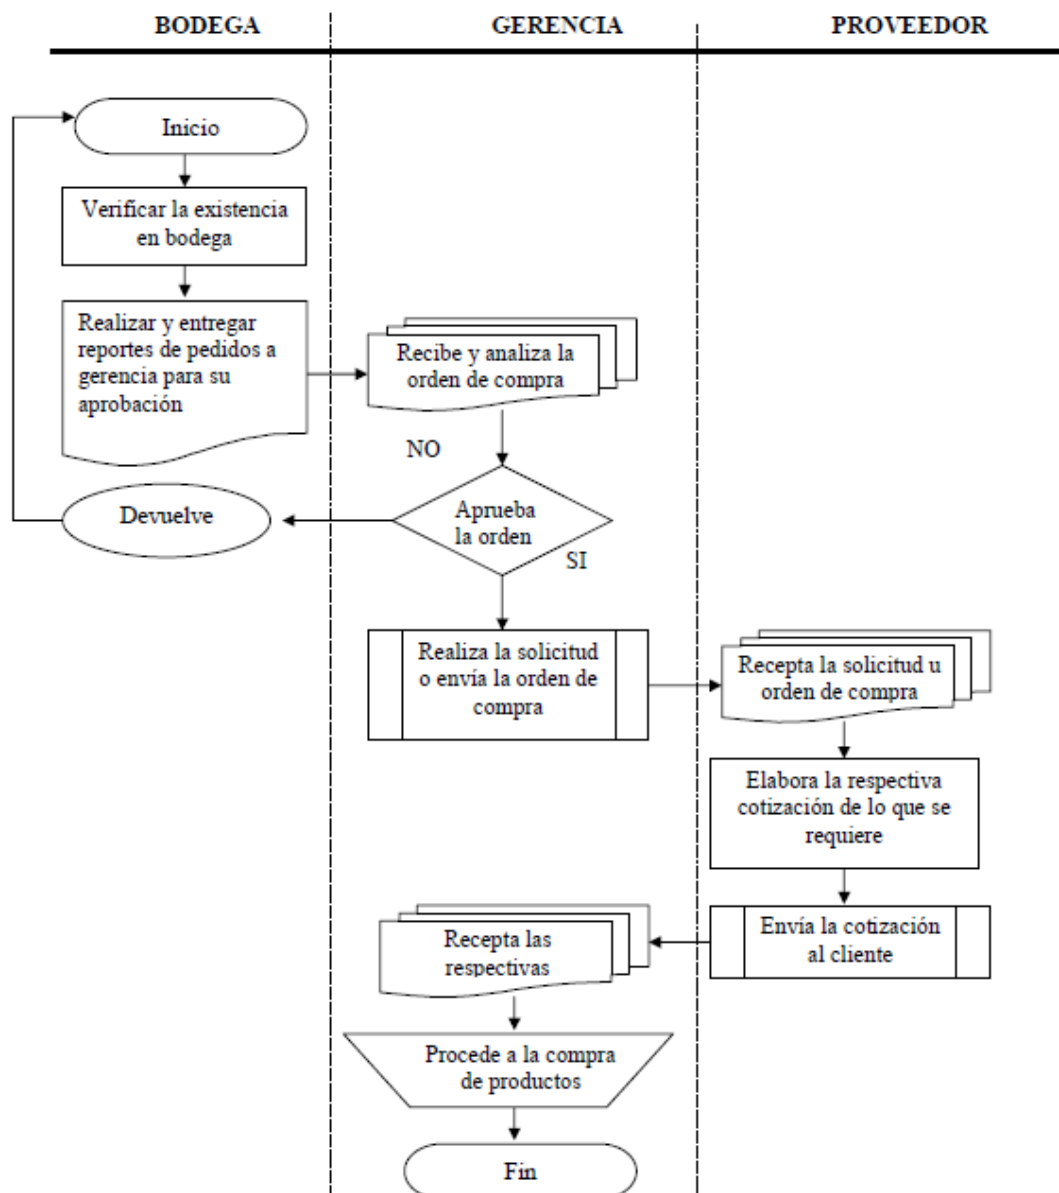 BODEGA
GERENCIA
PROVEEDOR
Inicio
Verificar la existencia
en bodega
Realizar y entregar
reportes de pedidos a
gerencia para su
aprobación
Recibe y analiza la
orden de compra
NO
Aprueba
la orden
SI
Devuelve
Realiza la solicitud
o envía la orden de
compra
Recepta la solicitud u
orden de compra
Elabora la respectiva
cotización de lo que se
requiere
Envía la cotización
al cliente
Recepta las
respectivas
Procede a la compra
de productos
Fin